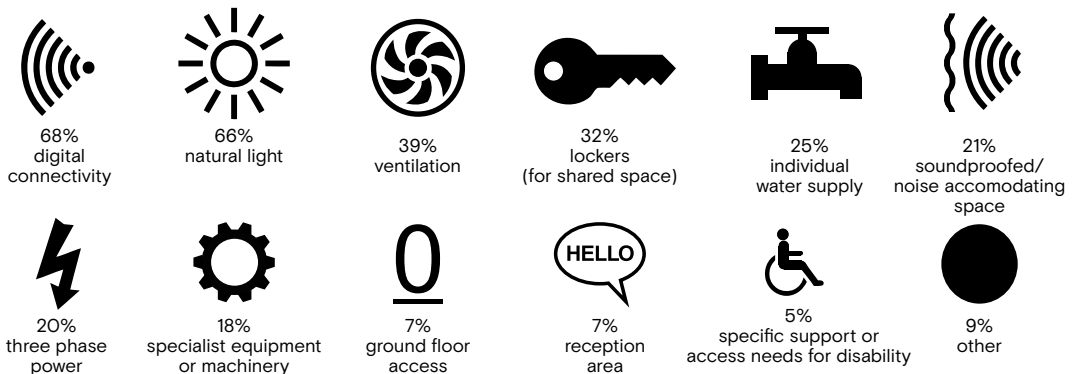 68%
digital
connectivity
66%
natural light
39%
ventilation
32%
lockers
(for shared space)
25%
individual
water supply
21%
soundproofed/
noise accomodating
space
20%
three phase
power
18%
specialist equipment
or machinery
0
7%
ground floor
access
HELLO
7%
reception
area
5%
specific support or
access needs for disability
9%
other